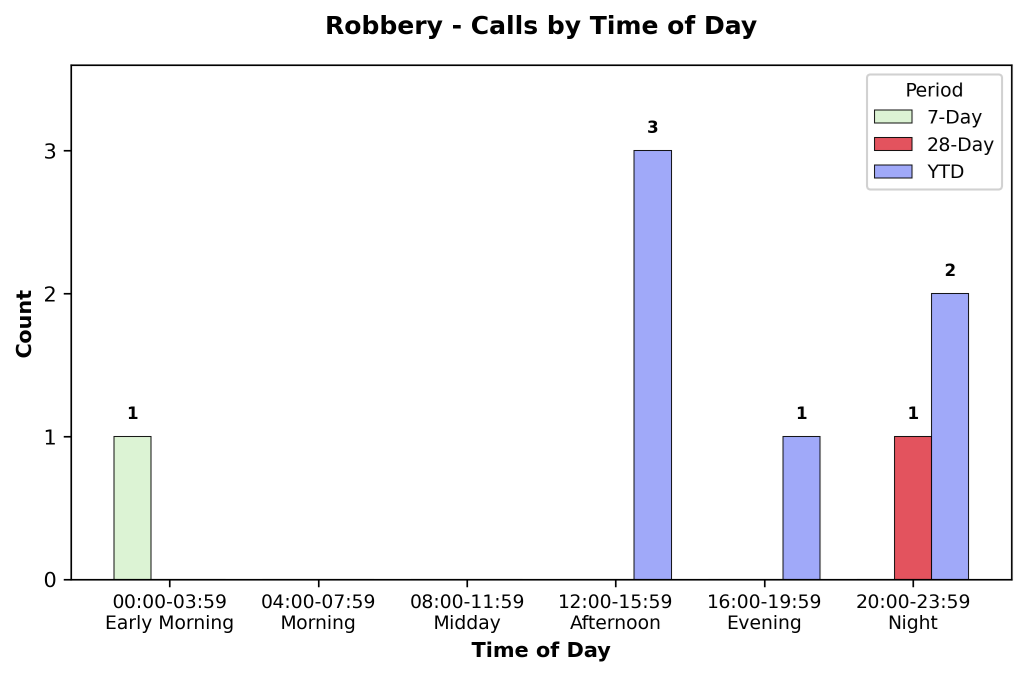 Robbery - Calls by Time of Day
Period
7-Day
28-Day
YTD
3
2
1
1
1
3
2
1
0
Count
00:00-03:59 04:00-07:59 08:00-11:59 12:00-15:59 16:00-19:59 20:00-23:59
Early Morning Morning Midday Afternoon Evening Night
Time of Day